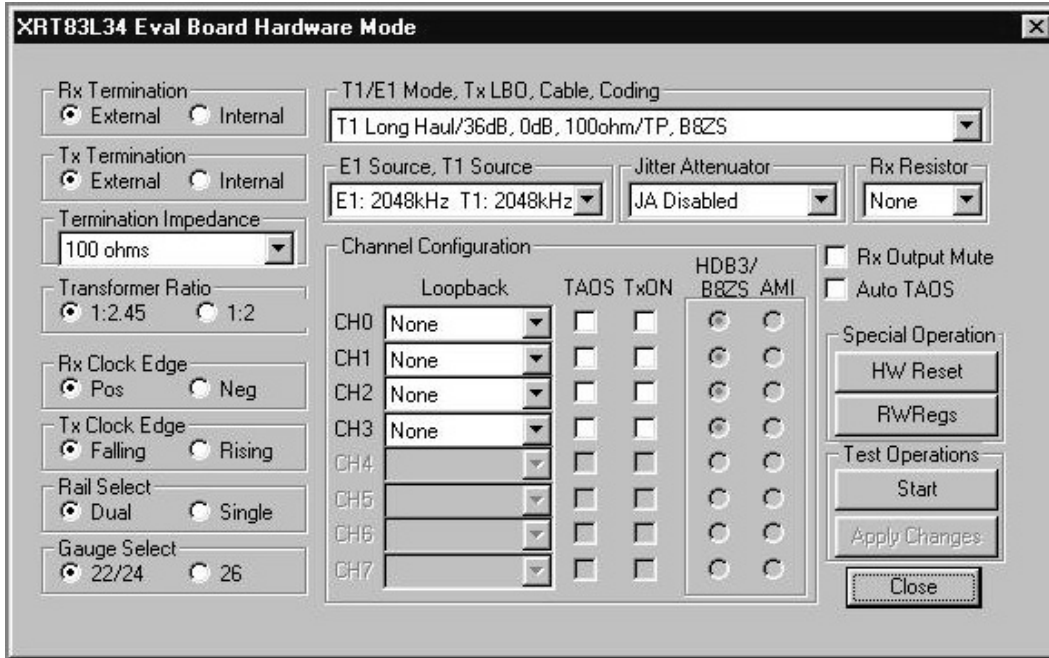 XRT83L34 Eval Board Hardware Mode
Rx Termination
External Internal
Tx Termination
External Internal
Termination Impedance
100 ohms
Transformer Ratio
1:2.45 1:2
Rx Clock Edge
Pos Neg
Tx Clock Edge
Falling Rising
Rail Select
Dual Single
Gauge Select
22/24 26
T1/E1 Mode, Tx LBO, Cable, Coding
T1 Long Haul/36dB, 0dB, 100ohm/TP, B8ZS
E1 Source, T1 Source
E1: 2048kHz T1: 2048kHz
Jitter Attenuator
JA Disabled
Rx Resistor
None
Channel Configuration
Loopback TAOS TxON HDB3/
B8ZS AMI
CH0 None
CH1 None
CH2 None
CH3 None
CH4
CH5
CH6
CH7
Rx Output Mute
Auto TAOS
Special Operation
HW Reset
RWRegs
Test Operations
Start
Apply Changes
Close